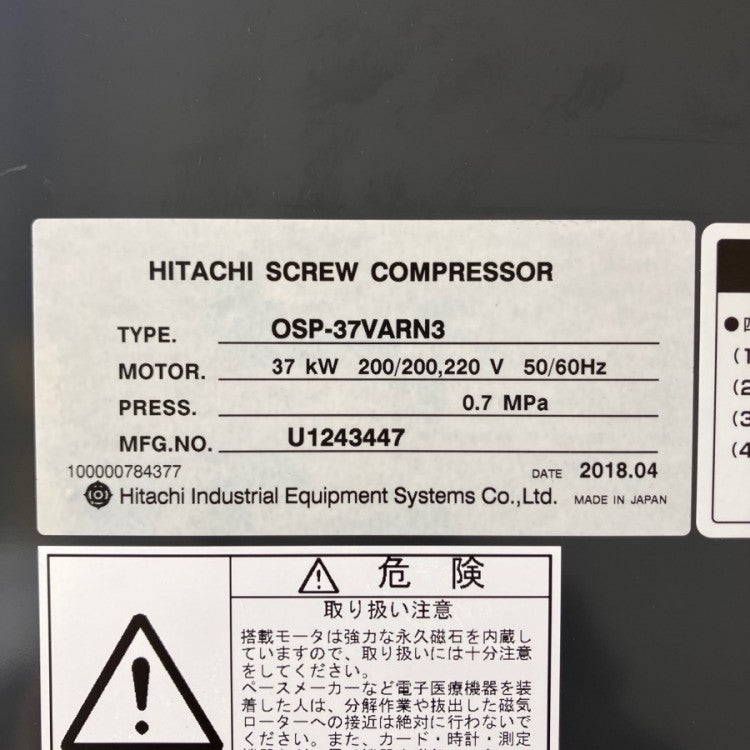 HITACHI SCREW COMPRESSOR
TYPE. OSP-37VARN3
MOTOR. 37 kW 200/200,220 V 50/60Hz
PRESS. 0.7 MPa
MFG.NO. U1243447
100000784377 DATE 2018.04
Hitachi Industrial Equipment Systems Co.,Ltd. MADE IN JAPAN
●
(1
(2
(3
(4
危 険
取り扱い注意
搭載モータは強力な永久磁石を内蔵し
ていますので、取り扱いには十分注意
をしてください。
ペースメーカーなど電子医療機器を装
着した人は、分解作業や抜出した磁気
ローターへの接近は絶対に行わないで
ください。また、カード・時計・測定